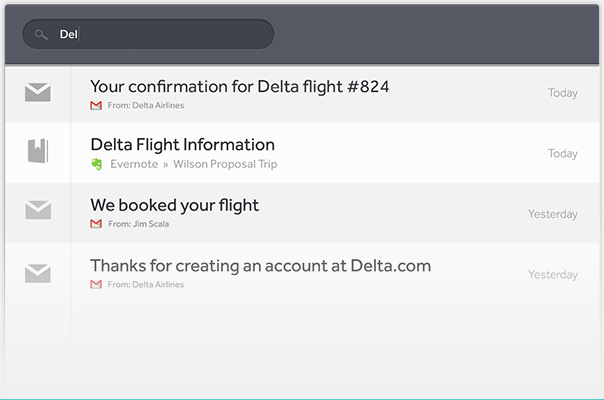 Del
Your confirmation for Delta flight #824
Today
From: Delta Airlines
Delta Flight Information
Today
Evernote » Wilson Proposal Trip
We booked your flight
Yesterday
From: Jim Scala
Thanks for creating an account at Delta.com
Yesterday
From: Delta Airlines